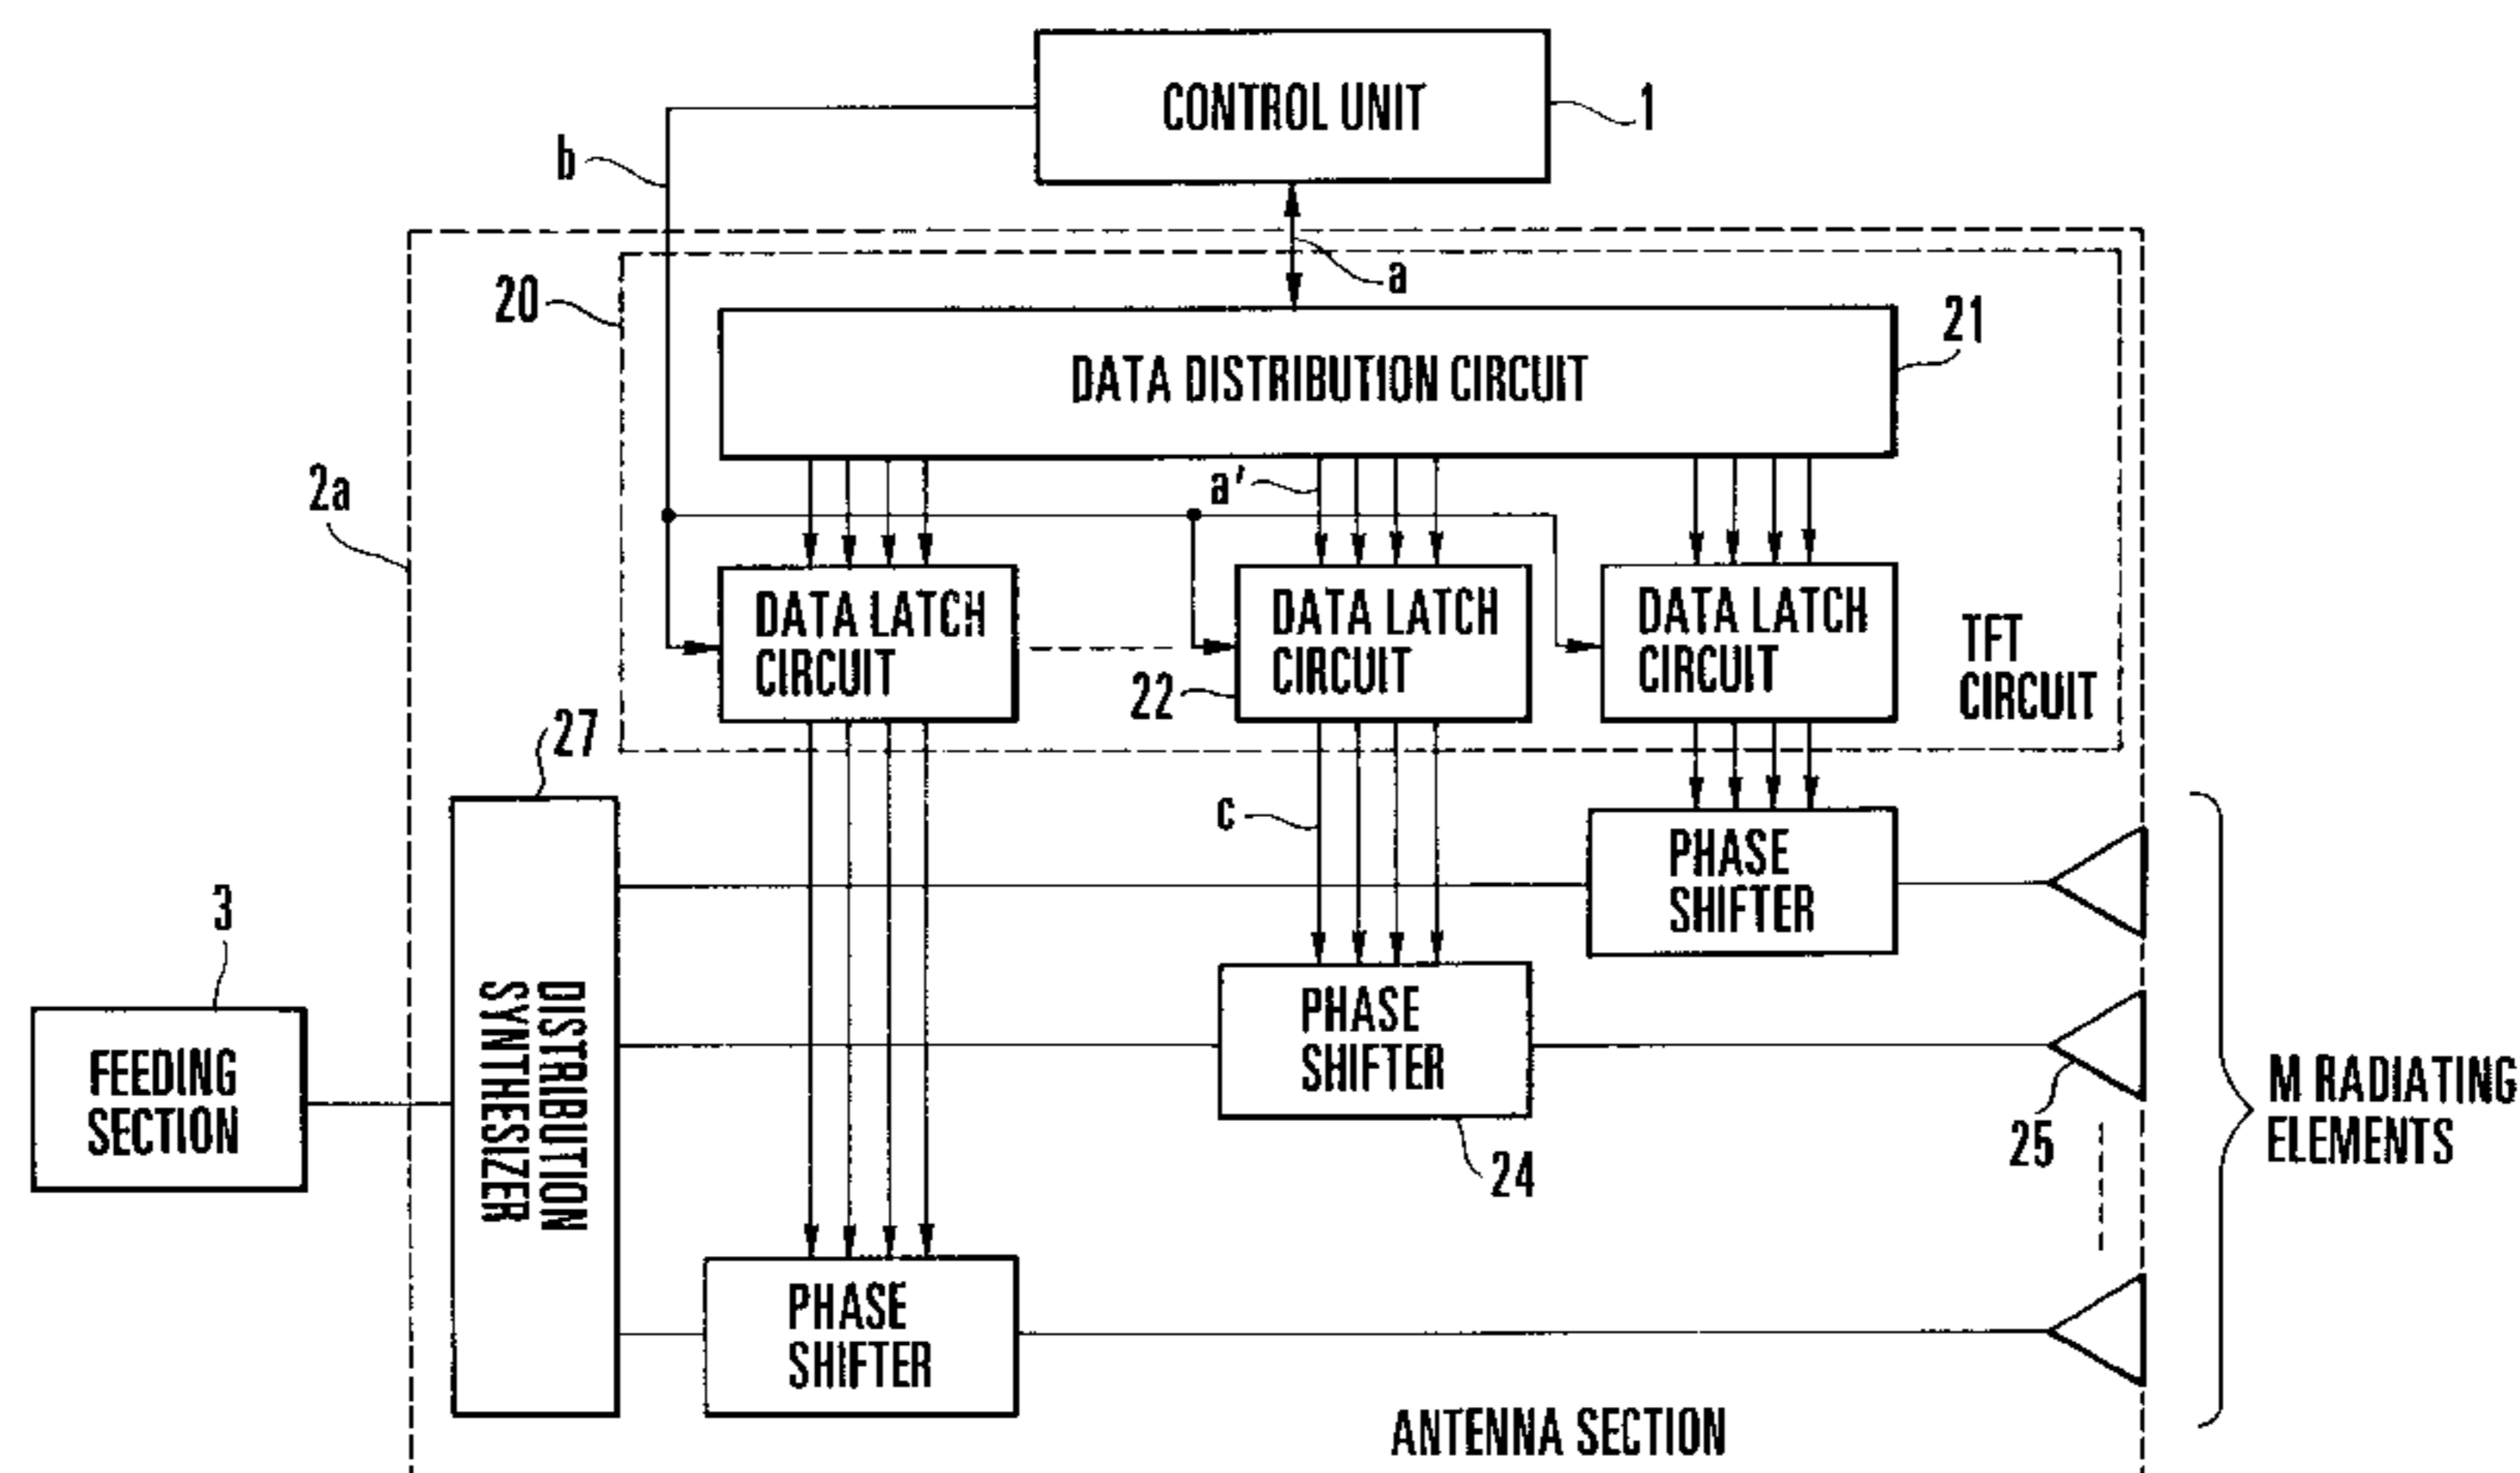 CONTROL UNIT
1
b
a
20
21
DATA DISTRIBUTION CIRCUIT
2a
a'
DATA LATCH
CIRCUIT
DATA LATCH
CIRCUIT
DATA LATCH
CIRCUIT
22
TFT
CIRCUIT
27
c
PHASE
SHIFTER
3
FEEDING
SECTION
DISTRIBUTION
SYNTHESIZER
PHASE
SHIFTER
24
25
M RADIATING
ELEMENTS
PHASE
SHIFTER
ANTENNA SECTION